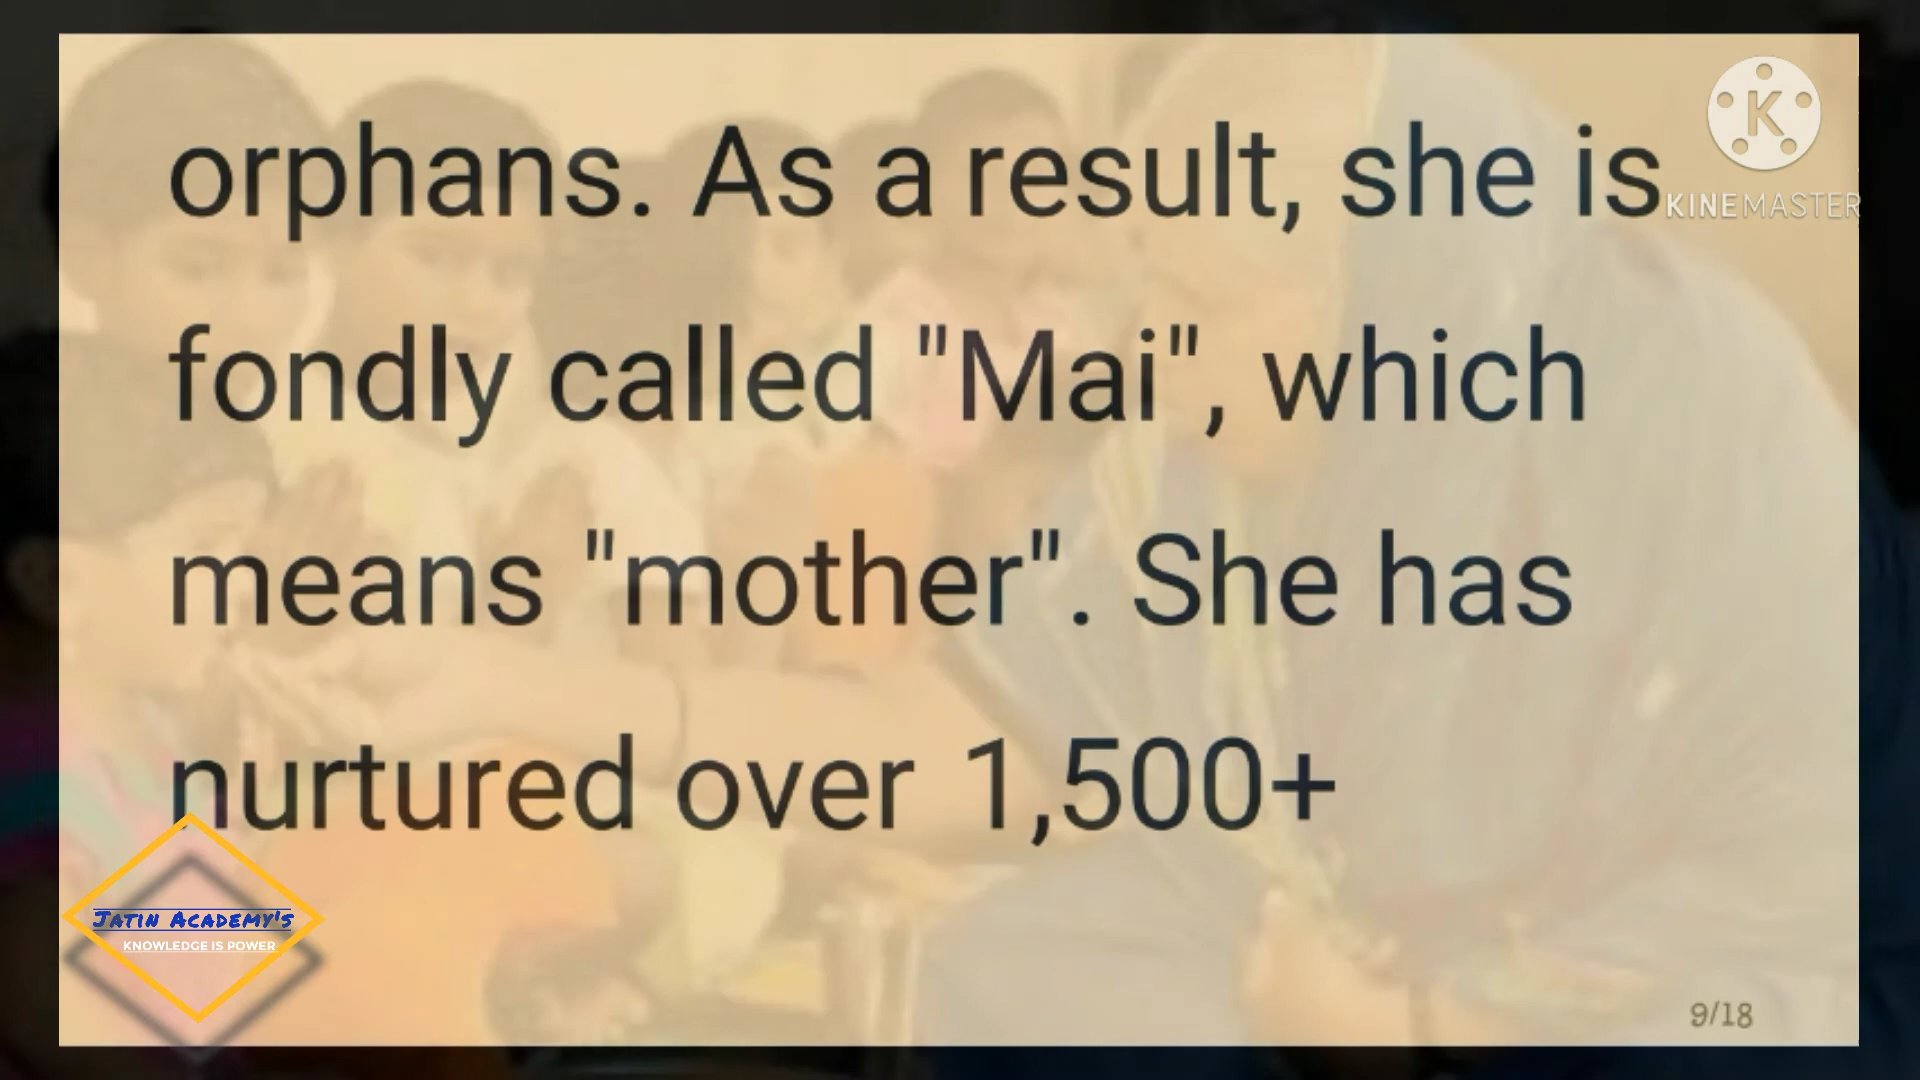 orphans. As a result, she is
fondly called "Mai", which
means "mother". She has
nurtured over 1,500+
K
KINEMASTER
JATIN ACADEMY'S
KNOWLEDGE IS POWER
9/18